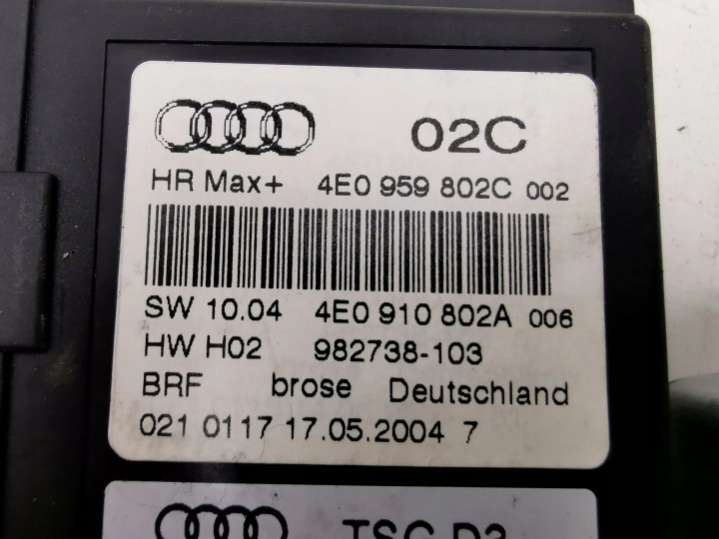 02C
HR Max+ 4E0 959 802C 002
SW 10.04 4E0 910 802A 006
HW H02 982738-103
BRF brose Deutschland
021 0117 17.05.2004 7
TSG D3